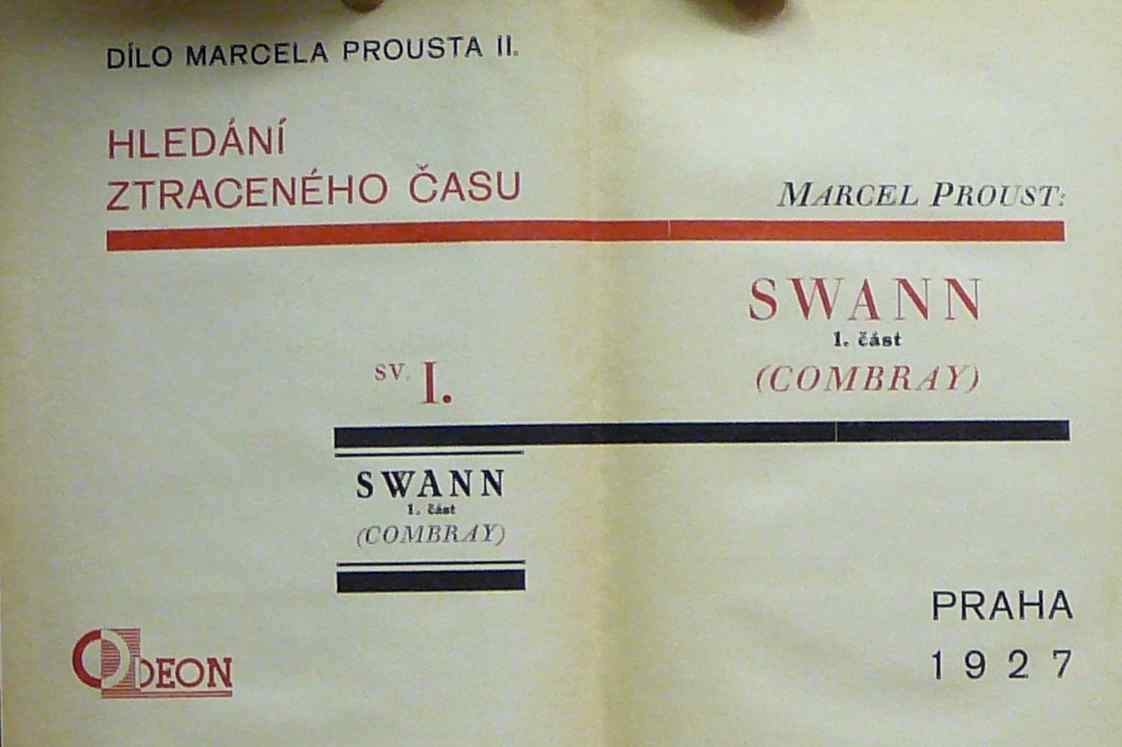 DÍLO MARCELA PROUSTA II.
HLEDÁNÍ
ZTRACENÉHO ČASU
SV. I.
SWANN
1. část
(COMBRAY)
ODEON
MARCEL PROUST:
SWANN
1. část
(COMBRAY)
PRAHA
1927